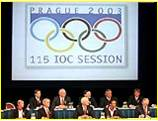 PRAGUE 2003
115 IOC SESSION